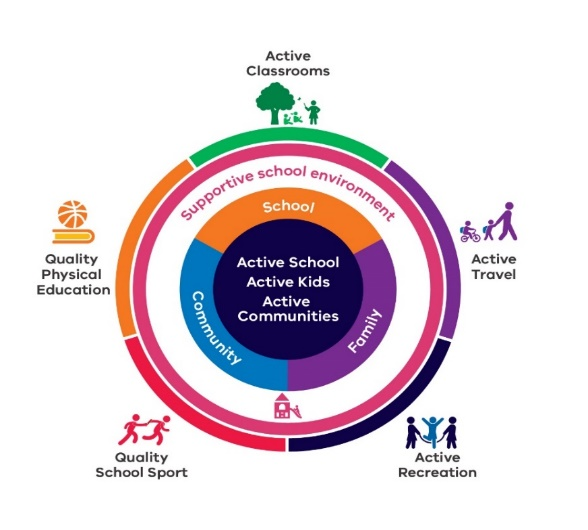 Active
Classrooms
Supportive school environment
School
Quality
Physical
Education
Active School
Active Kids
Active
Communities
Active
Travel
Community
Family
Quality
School Sport
Active
Recreation